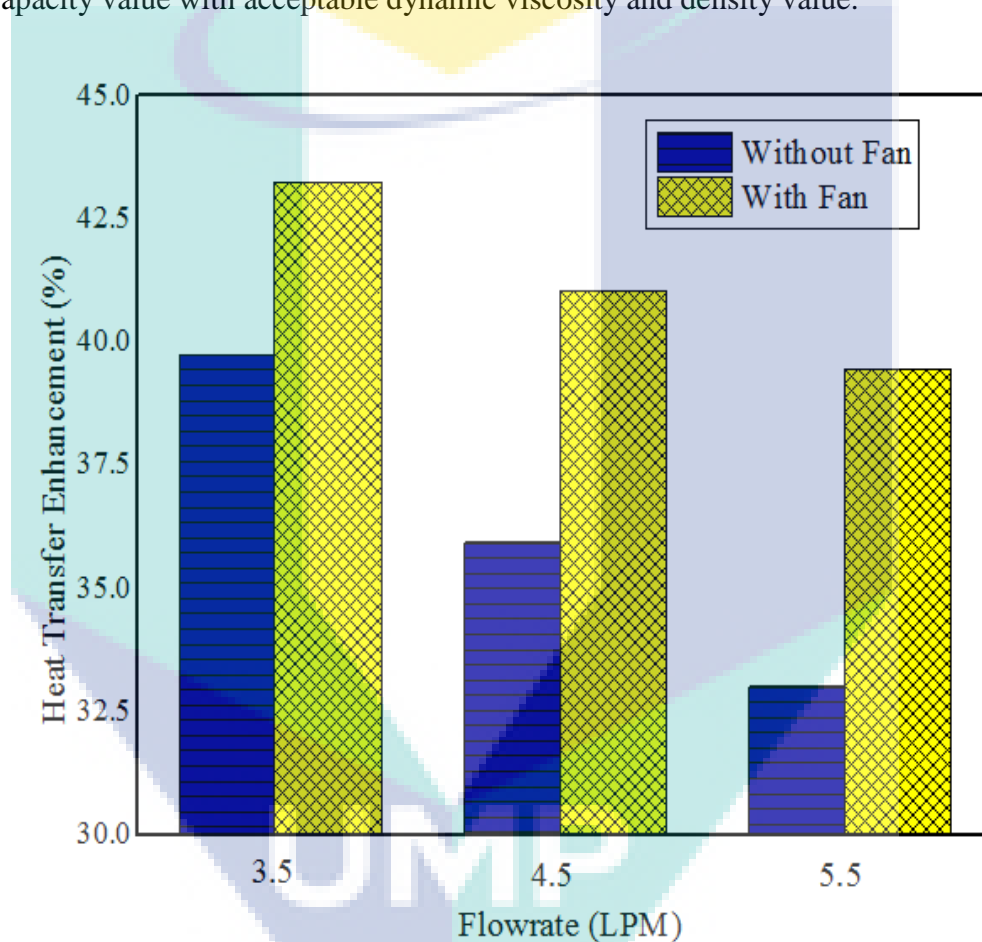 apacity value with acceptable dynamic viscosity and density value.
45.0
Without Fan
With Fan
42.5
40.0
37.5
35.0
32.5
30.0
Heat Transfer Enhancement (%)
3.5 4.5 5.5
Flowrate (LPM)
UMP